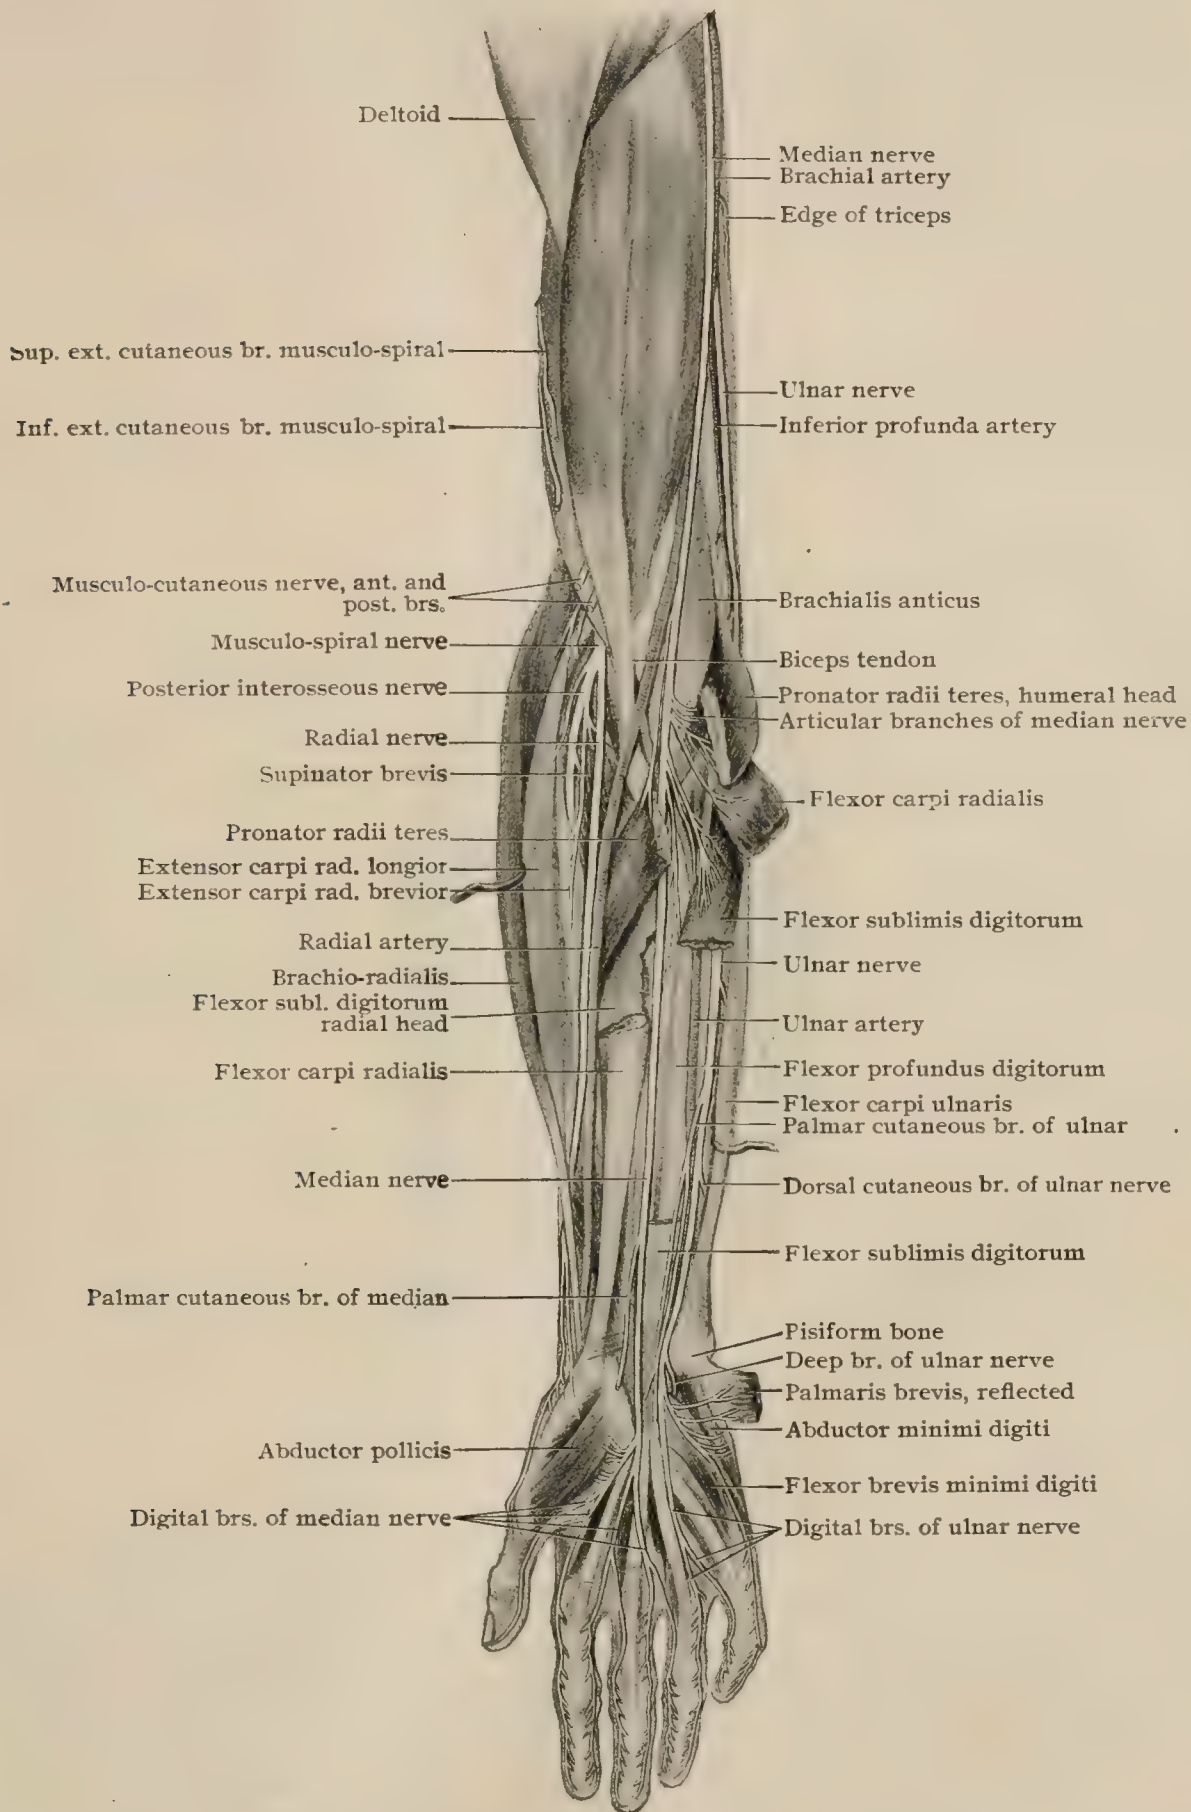 Deltoid
Sup. ext. cutaneous br. musculo-spiral
Inf. ext. cutaneous br. musculo-spiral
Musculo-cutaneous nerve, ant. and
post. brs.
Musculo-spiral nerve
Posterior interosseous nerve
Radial nerve
Supinator brevis
Pronator radii teres
Extensor carpi rad. longior
Extensor carpi rad. brevior
Radial artery
Brachio-radialis
Flexor subl. digitorum
radial head
Flexor carpi radialis
Median nerve
Palmar cutaneous br. of median
Abductor pollicis
Digital brs. of median nerve
Median nerve
Brachial artery
Edge of triceps
Ulnar nerve
Inferior profunda artery
Brachialis anticus
Biceps tendon
Pronator radii teres, humeral head
Articular branches of median nerve
Flexor carpi radialis
Flexor sublimis digitorum
Ulnar nerve
Ulnar artery
Flexor profundus digitorum
Flexor carpi ulnaris
Palmar cutaneous br. of ulnar
Dorsal cutaneous br. of ulnar nerve
Flexor sublimis digitorum
Pisiform bone
Deep br. of ulnar nerve
Palmaris brevis, reflected
Abductor minimi digiti
Flexor brevis minimi digiti
Digital brs. of ulnar nerve